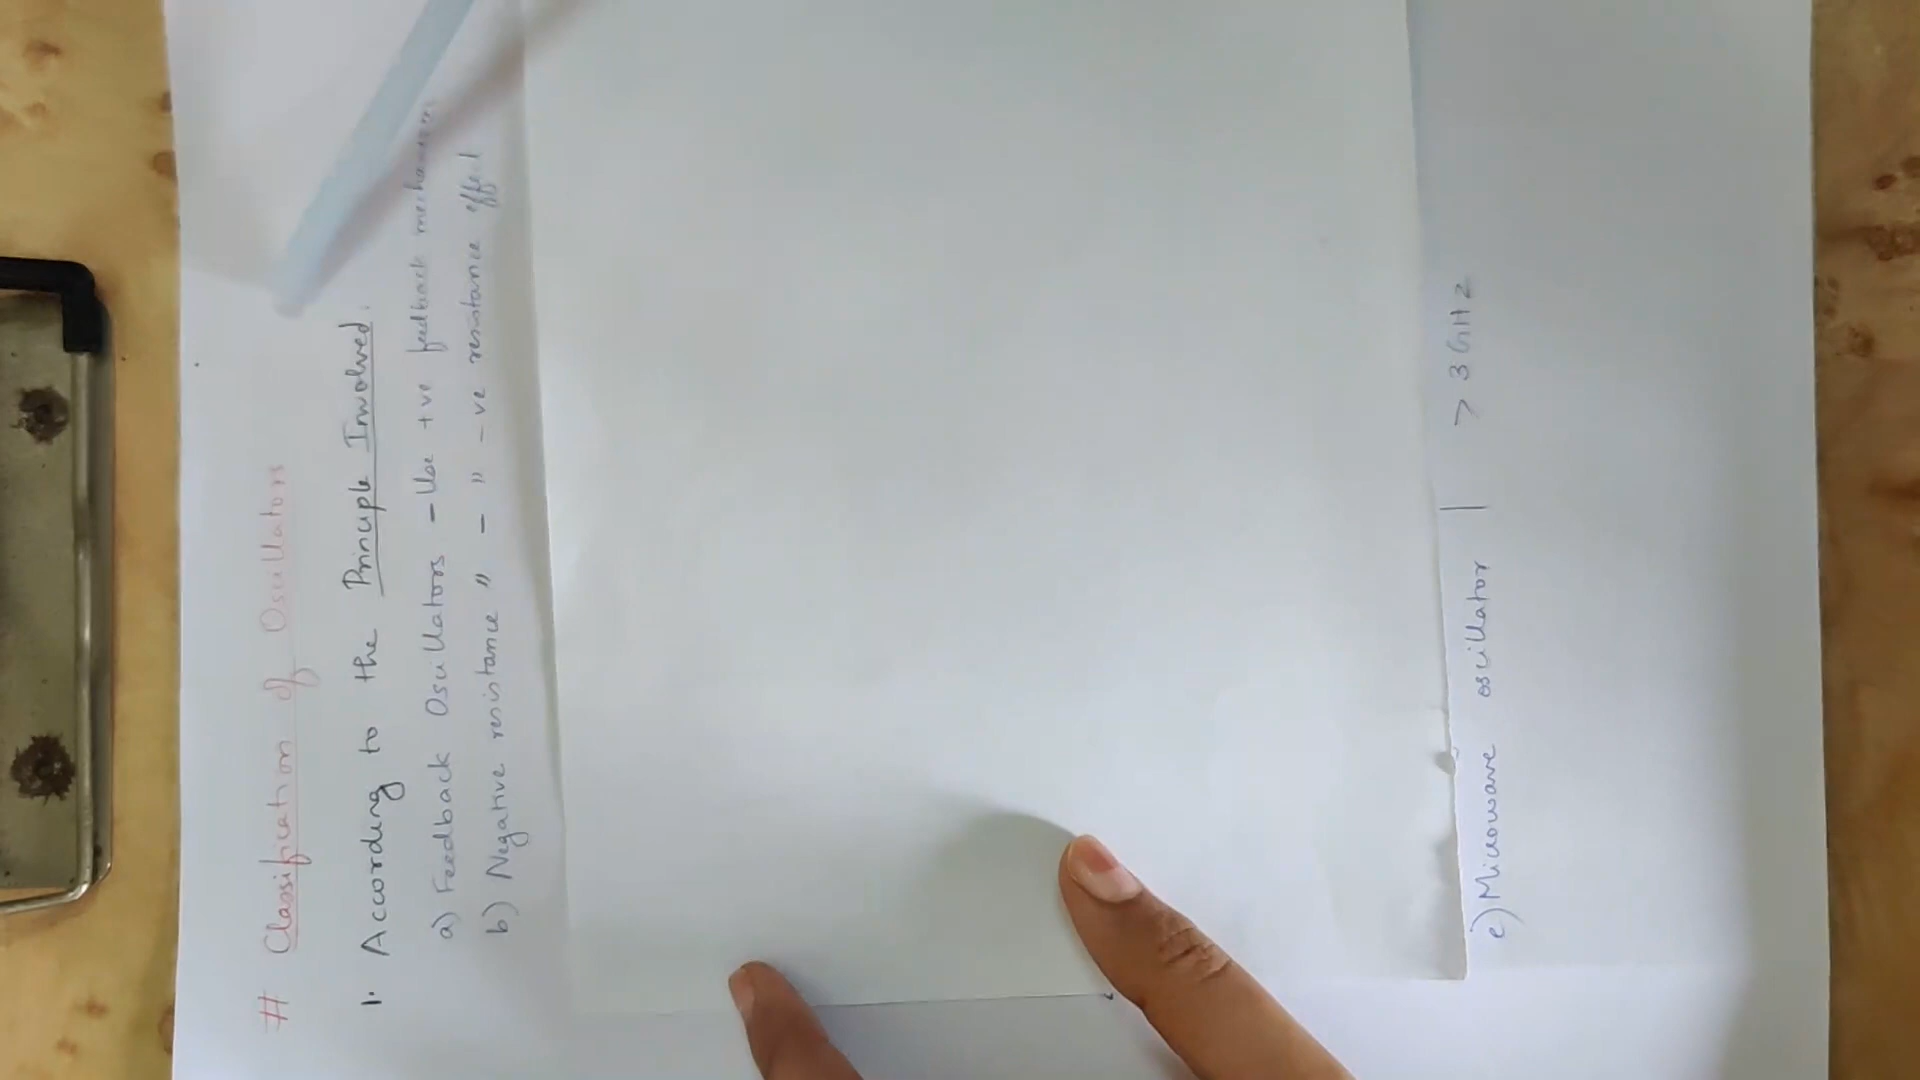 # Classification of Oscillators
1. According to the Principle Involved.
a) Feedback Oscillators - Use +ve feedback mechanism
b) Negative resistance " - " -ve resistance effect
e) Microwave oscillator | > 3 GHz